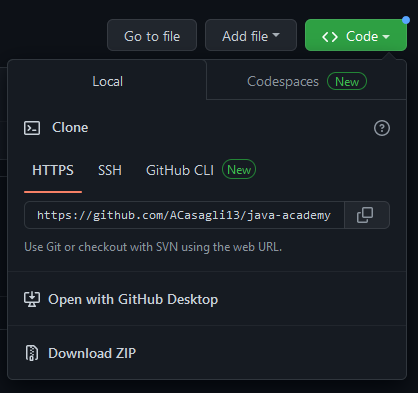 Go to file Add file Code
Local Codespaces New
Clone
HTTPS SSH GitHub CLI New
https://github.com/ACasagli13/java-academy
Use Git or checkout with SVN using the web URL.
Open with GitHub Desktop
Download ZIP